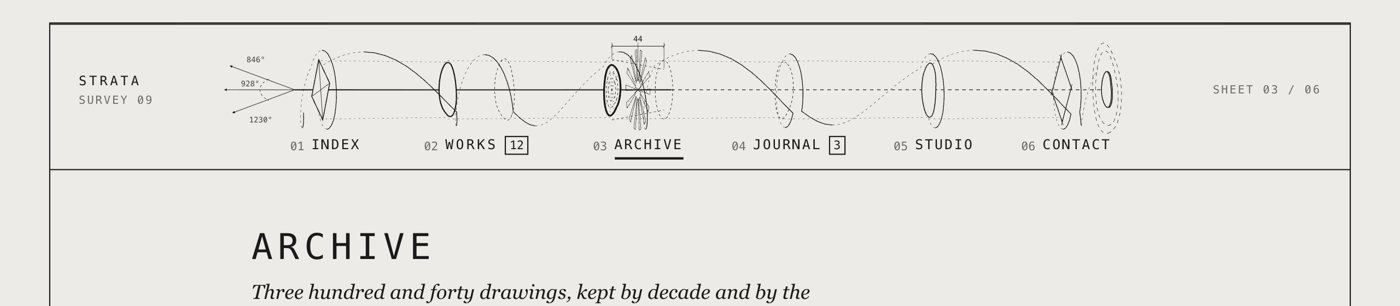 STRATA
SURVEY 09
846°
928°
1230°
44
SHEET 03 / 06
01 INDEX
02 WORKS 12
03 ARCHIVE
04 JOURNAL 3
05 STUDIO
06 CONTACT
ARCHIVE
Three hundred and forty drawings, kept by decade and by the